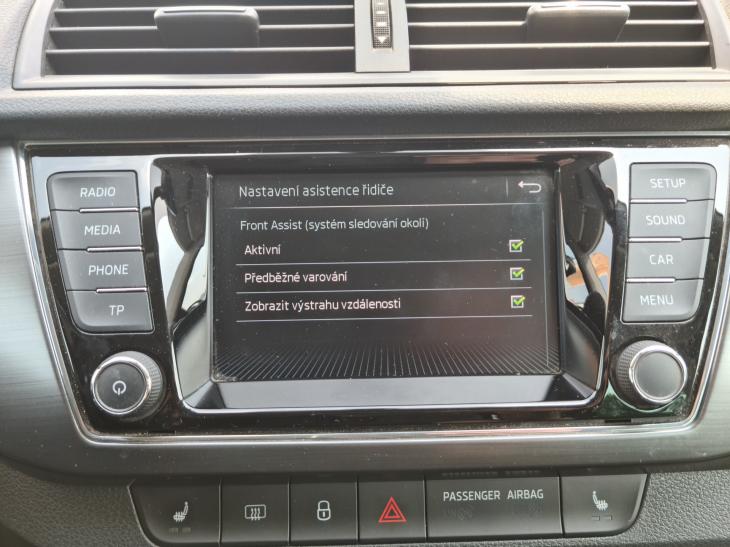 RADIO
MEDIA
PHONE
TP
Nastavení asistence řidiče
Front Assist (systém sledování okolí)
Aktivní
Předběžné varování
Zobrazit výstrahu vzdálenosti
SETUP
SOUND
CAR
MENU
PASSENGER AIRBAG